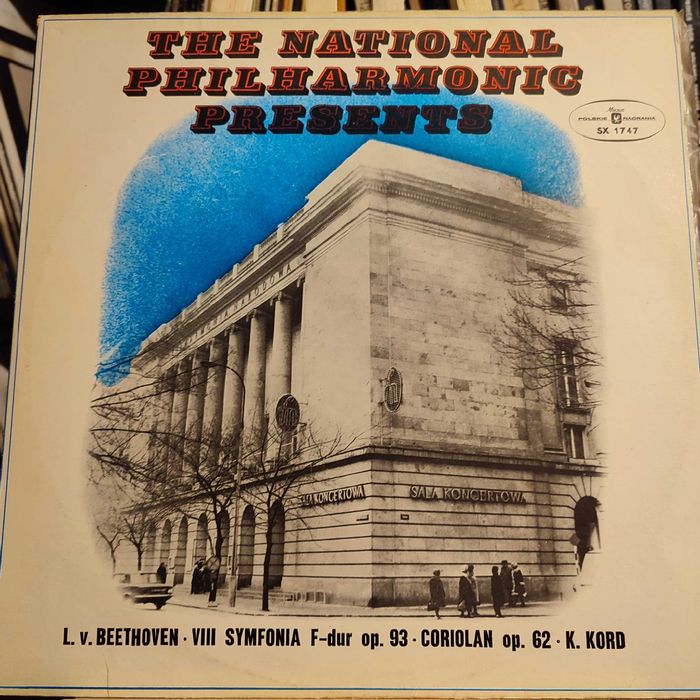 THE NATIONAL
PHILHARMONIC
PRESENTS
Muza
POLSKIE NAGRANIA
SX 1747
SALA KONCERTOWA
SALA KONCERTOWA
L. v. BEETHOVEN · VIII SYMFONIA F-dur op. 93 · CORIOLAN op. 62 · K. KORD